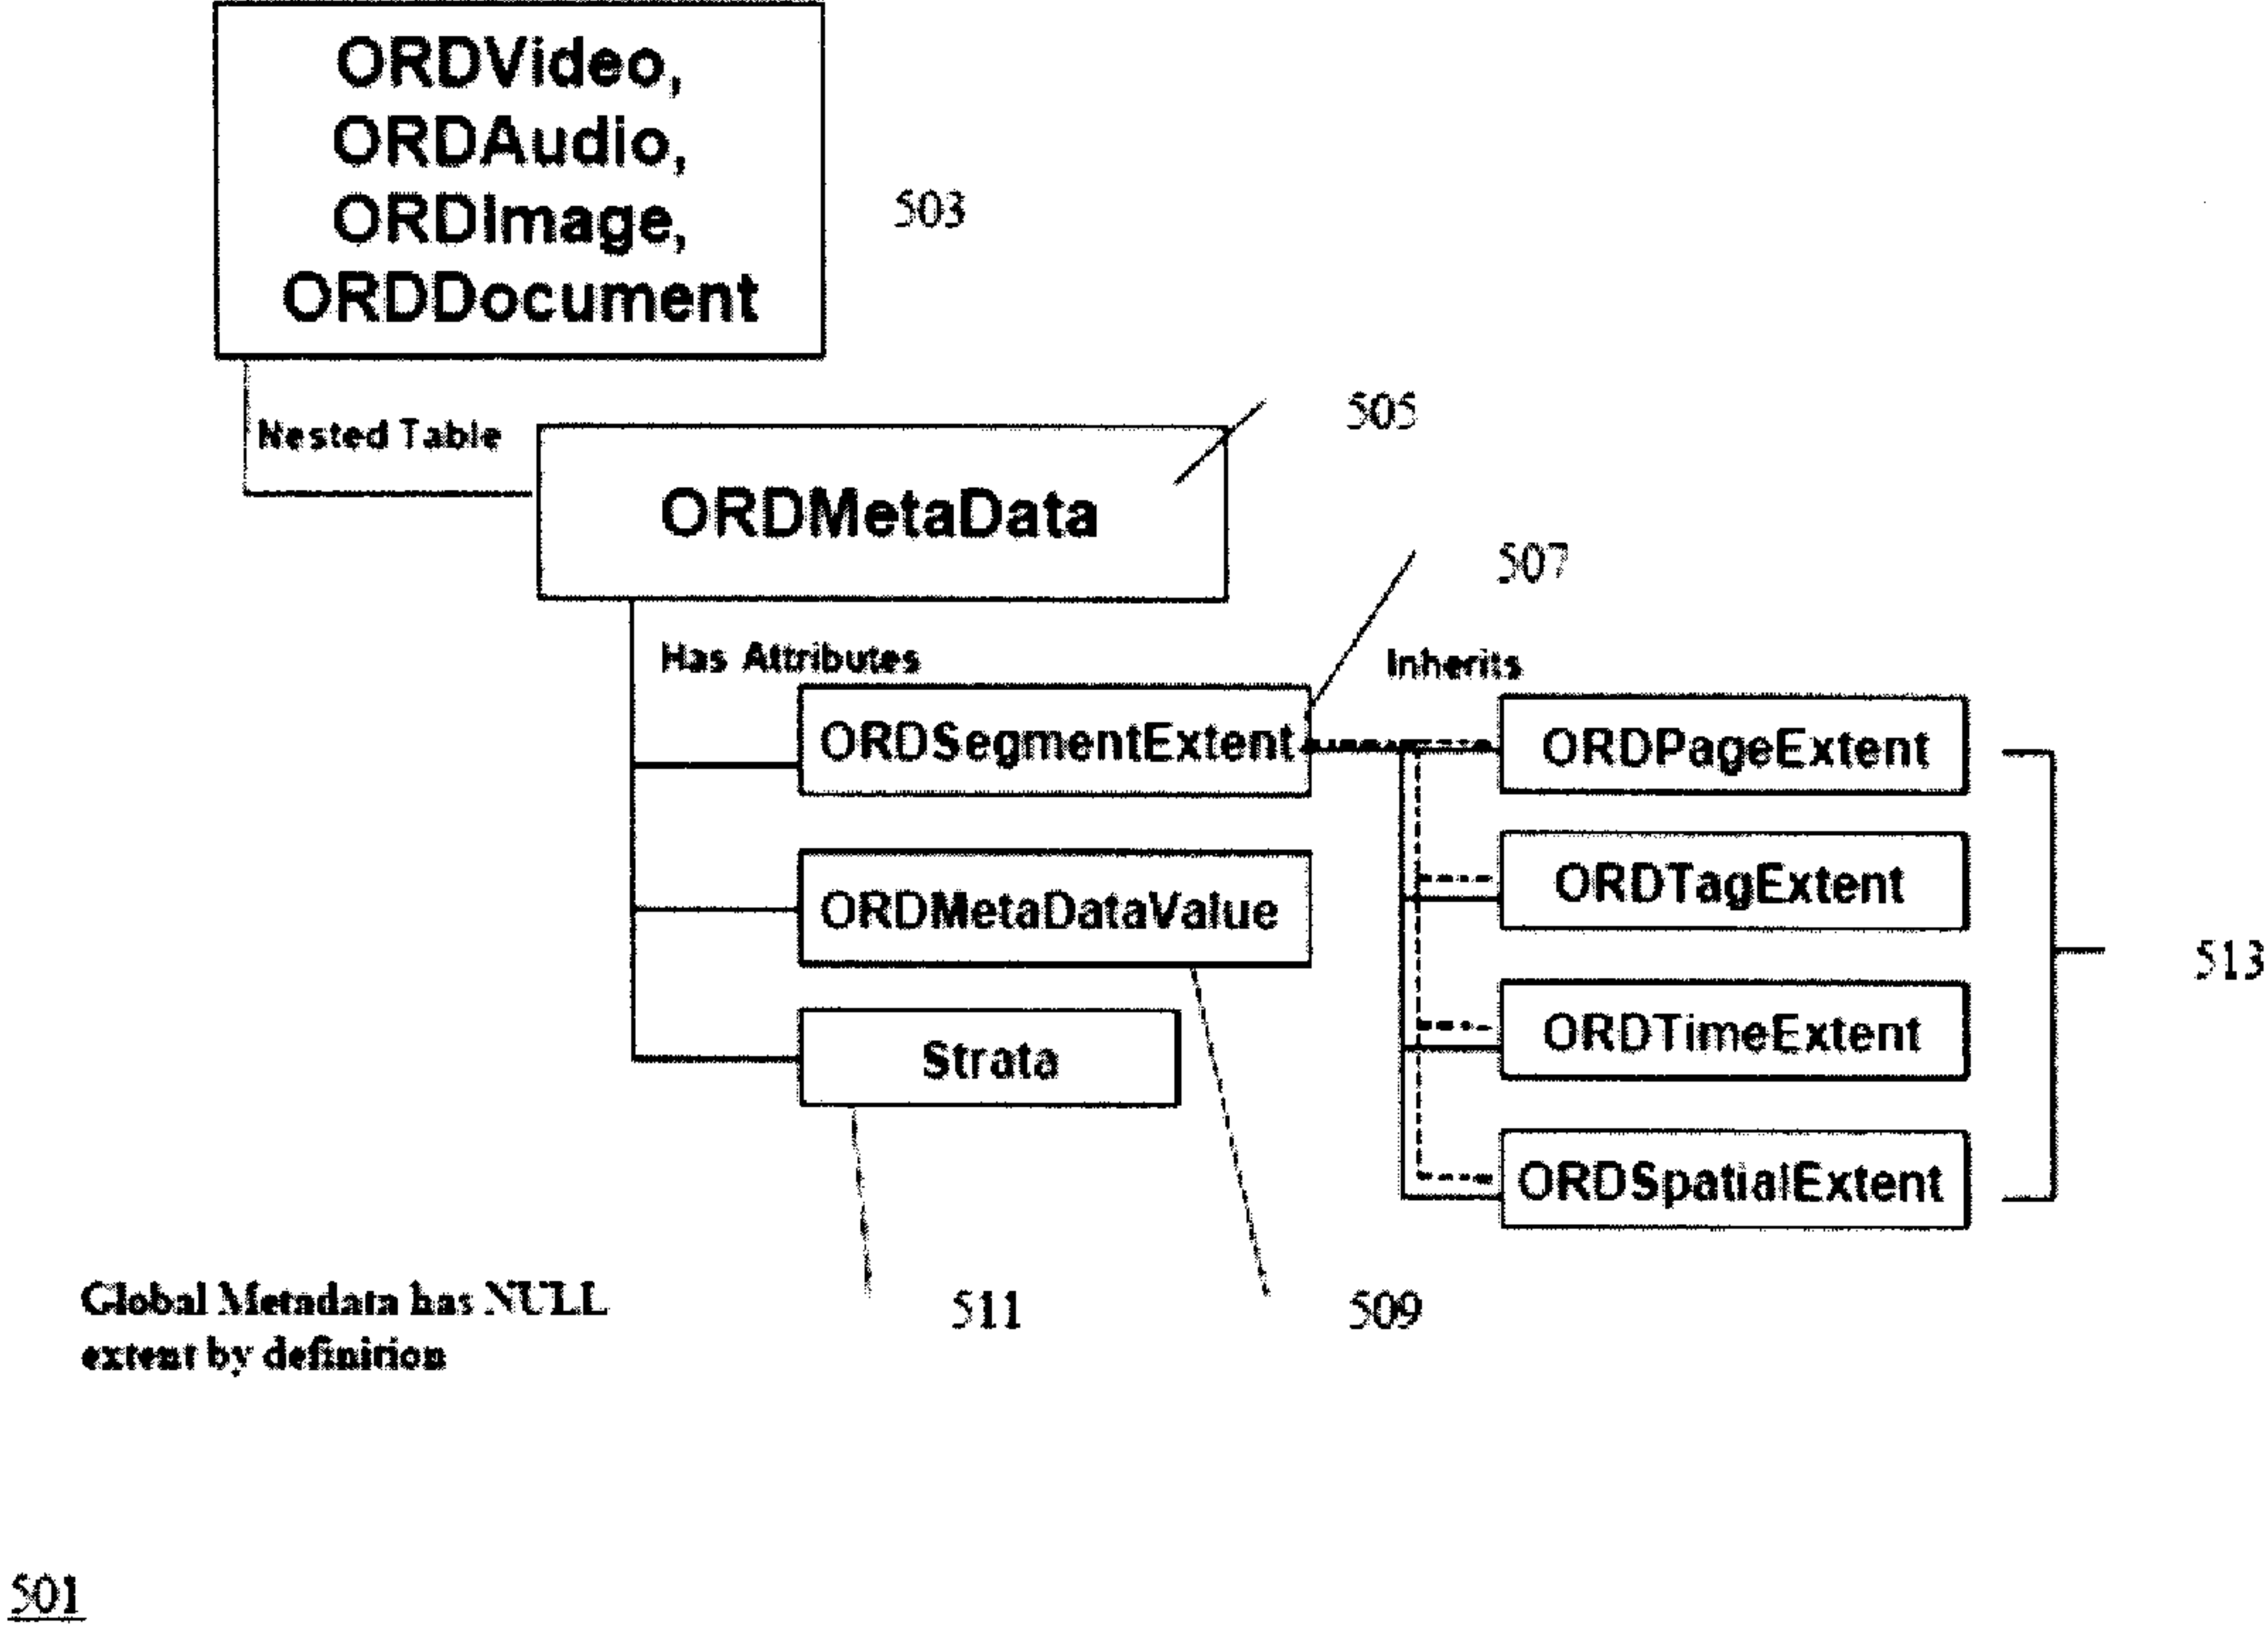 ORDVideo,
ORDAudio,
ORDImage,
ORDDocument
503
Nested Table
505
ORDMetaData
507
Has Attributes
Inherits
ORDSegmentExtent
ORDPageExtent
ORDMetaDataValue
ORDTagExtent
513
Strata
ORDTimeExtent
ORDSpatialExtent
Global Metadata has NULL
extent by definition
511
509
501